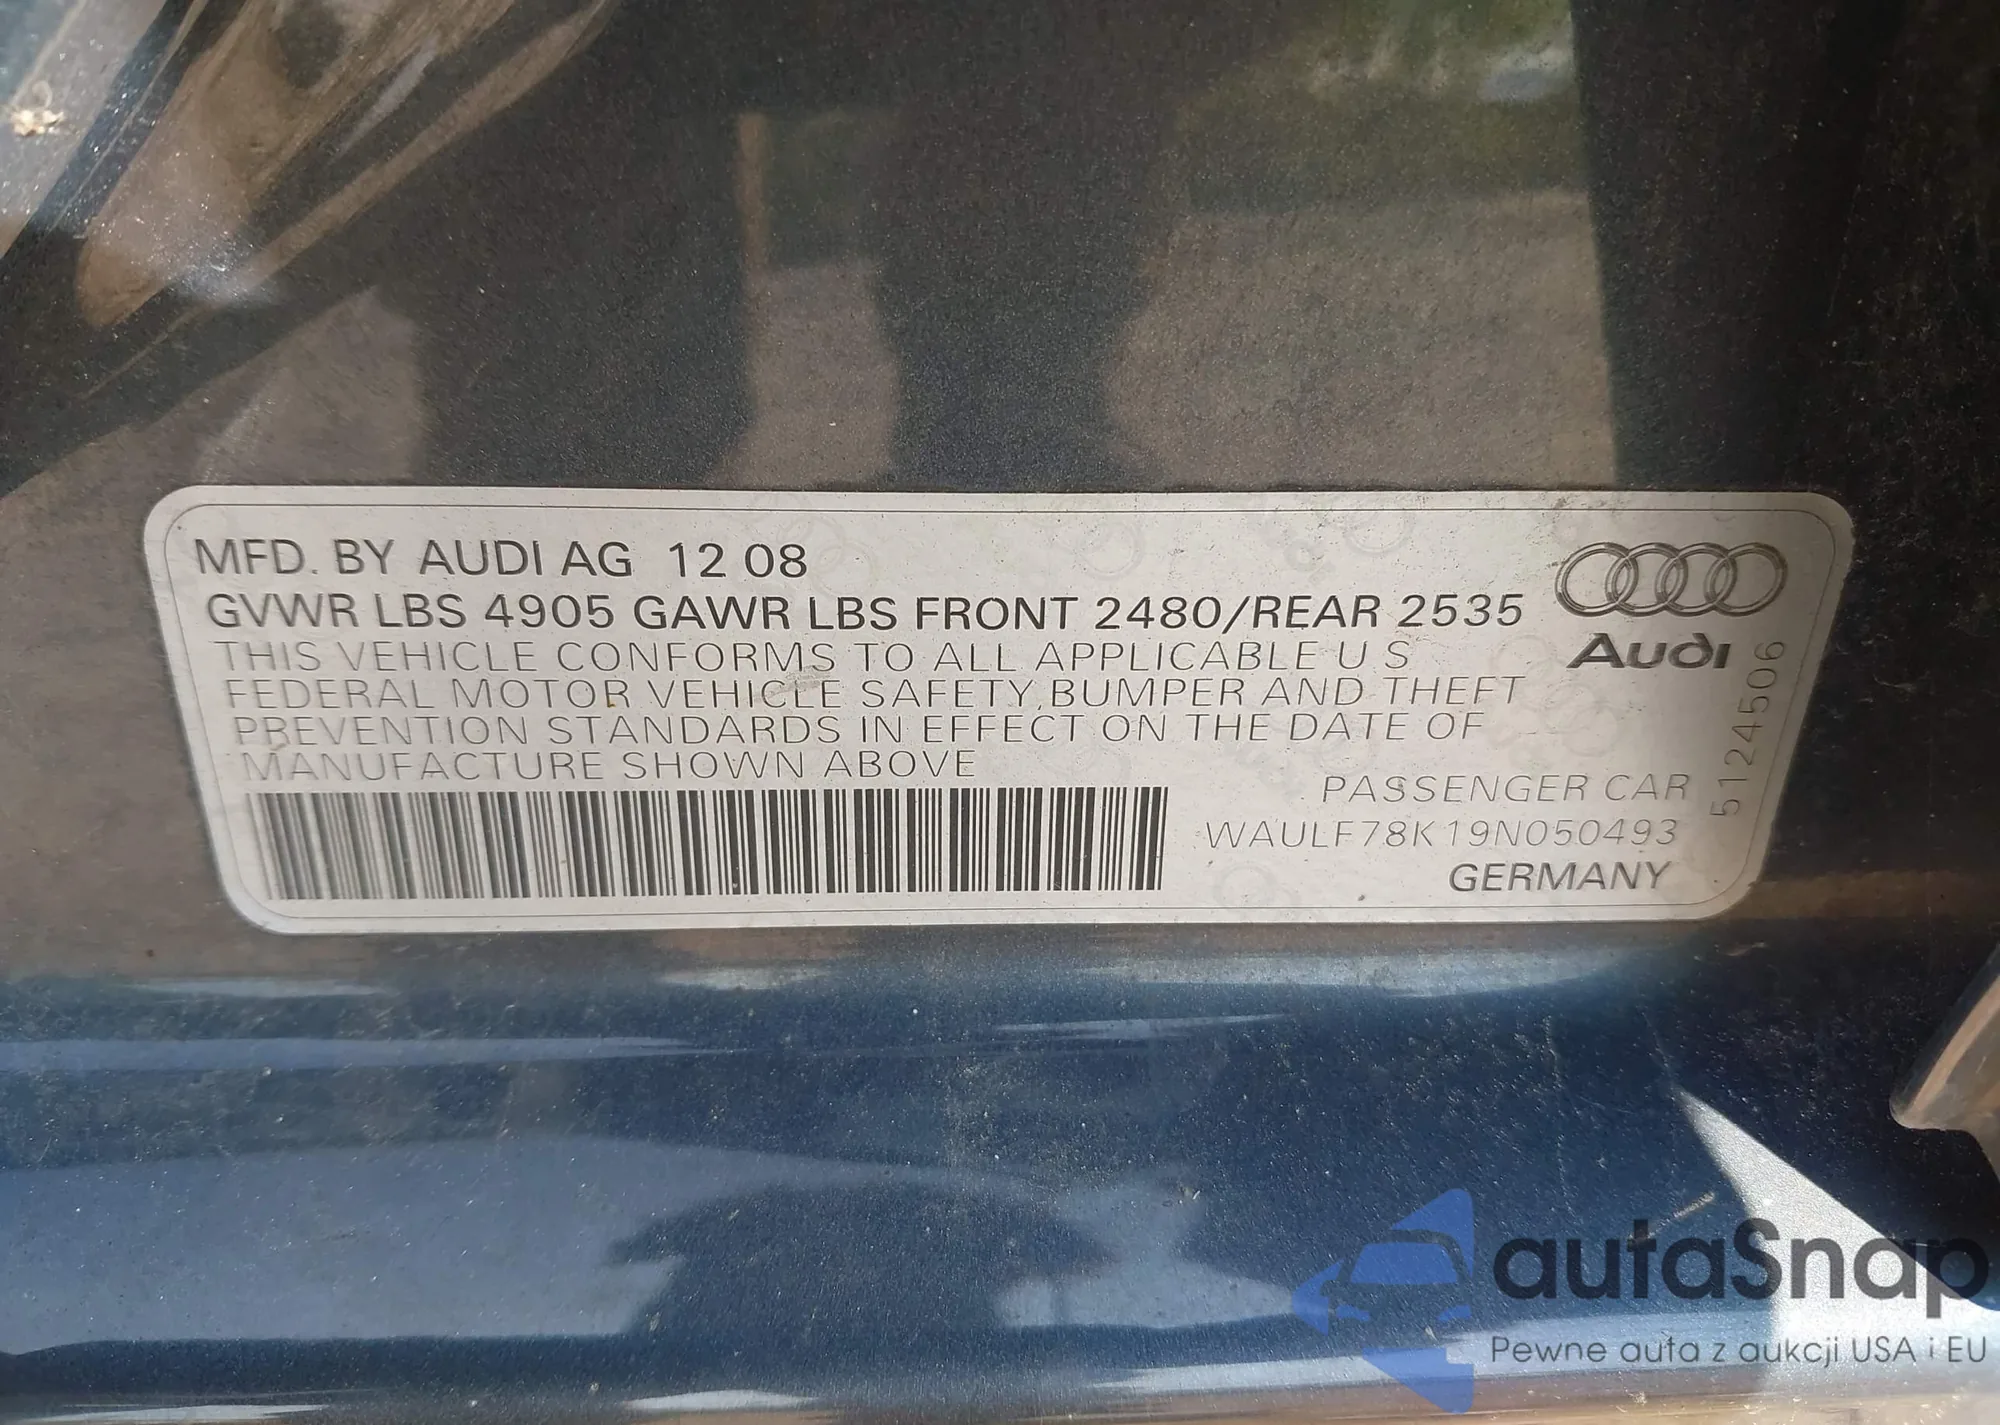 MFD. BY AUDI AG 12 08
GVWR LBS 4905 GAWR LBS FRONT 2480/REAR 2535
THIS VEHICLE CONFORMS TO ALL APPLICABLE U S
FEDERAL MOTOR VEHICLE SAFETY,BUMPER AND THEFT
PREVENTION STANDARDS IN EFFECT ON THE DATE OF
MANUFACTURE SHOWN ABOVE
Audi
5124506
PASSENGER CAR
WAULF78K19N050493
GERMANY
autaSnap
Pewne auta z aukcji USA i EU